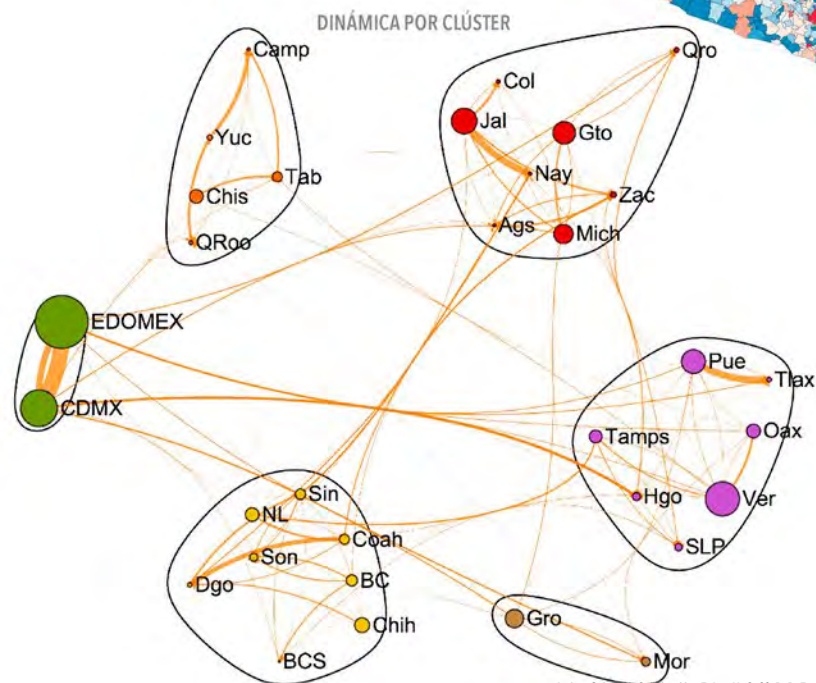 DINÁMICA POR CLÚSTER
Camp
Yuc
Tab
Chis
QRoo
Qro
Col
Jal
Gto
Nay
Zac
Ags
Mich
EDOMEX
CDMX
Pue
Tlax
Tamps
Oax
Hgo
Ver
SLP
Sin
NL
Coah
Son
Dgo
BC
Chih
BCS
Gro
Mor